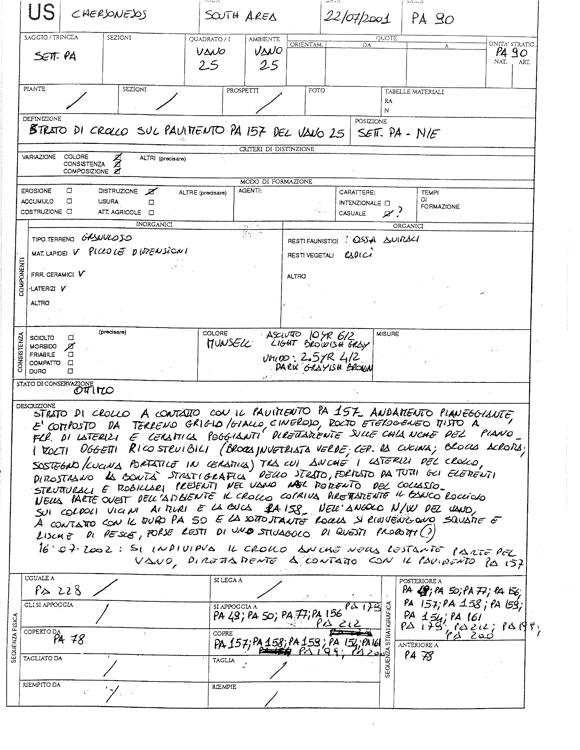 US CHERSONESOS SOUTH AREA DATA 22/07/2001 PA 90
SAGGIO/TRINCEA SETT. PA
SEZIONI
QUADRATO / I VANO 25
AMBIENTE VANO 25
QUOTE
ORIENTAM. DA A
UNITA' STRATIG. PA 90
NAT. ART.
PIANTE /
SEZIONI /
PROSPETTI /
FOTO
TABELLE MATERIALI
RA
N
DEFINIZIONE
STRATO DI CROLLO SUL PAVIMENTO PA 157 DEL VANO 25
POSIZIONE
SETT. PA - N/E
CRITERI DI DISTINZIONE
VARIAZIONE COLORE ALTRI (precisare)
CONSISTENZA
COMPOSIZIONE
MODO DI FORMAZIONE
EROSIONE DISTRUZIONE ALTRE (precisare)
ACCUMULO USURA
COSTRUZIONE ATT. AGRICOLE
AGENTI:
CARATTERE:
INTENZIONALE
CASUALE ?
TEMPI
DI
FORMAZIONE
COMPONENTI
INORGANICI
TIPO TERRENO GRANULOSO
MAT. LAPIDEI V PICCOLE DIMENSIONI
FRR. CERAMICI V
LATERIZI V
ALTRO
ORGANICI
RESTI FAUNISTICI : OSSA ANIMALI
RESTI VEGETALI RADICI
ALTRO
CONSISTENZA
(precisare)
SCIOLTO
MORBIDO
FRIABILE
COMPATTO
DURO
COLORE
MUNSELL ASCIUTTO 10YR 6/2
LIGHT BROWNISH GRAY
UMIDO: 2.5YR 4/2
DARK GRAYISH BROWN
MISURE
STATO DI CONSERVAZIONE
OTTIMO
DESCRIZIONE
STRATO DI CROLLO A CONTATTO CON IL PAVIMENTO PA 157. ANDAMENTO PIANEGGIANTE,
E' COMPOSTO DA TERRENO GRIGIO/GIALLO, CINEROSO, MOLTO ETEROGENEO MISTO A
FRR. DI LATERIZI E CERAMICA POGGIANTI DIRETTAMENTE SULLE CHIANCHE DEL PIANO.
I MOLTI OGGETTI RICOSTRUIBILI (BROCCA INVETRIATA VERDE; CER. DA CUCINA; BROCCA ACROMA;
SOSTEGNO/CUCINA PORTATILE IN CERAMICA) TRA CUI ANCHE I LATERIZI DEL CROLLO,
DIMOSTRANO LA BONTÀ STRATIGRAFICA DELLO STRATO, FORMATO DA TUTTI GLI ELEMENTI
STRUTTURALI E MOBILIARI PRESENTI NEL VANO AL MOMENTO DEL COLLASSO.
NELLA PARTE OVEST DELL'AMBIENTE IL CROLLO COPRIVA DIRETTAMENTE IL BANCO ROCCIOSO
SUI CORDOLI VICINI AI MURI E LA BUCA PA 158. NELL'ANGOLO N/W DEL VANO,
A CONTATTO CON IL MURO PA 50 E LA SOTTOSTANTE ROCCIA SI RINVENGONO SQUAME E
LISCHE DI PESCE, FORSE RESTI DI UNO STIVAGGIO DI QUESTI PRODOTTI (?)
16.07.2002: SI INDIVIDUA IL CROLLO ANCHE NELLA RESTANTE PARTE DEL
VANO, DIRETTAMENTE A CONTATTO CON IL PAVIMENTO PA 157
SEQUENZA FISICA
UGUALE A PA 228
SI LEGA A /
GLI SI APPOGGIA /
SI APPOGGIA A PA 179
PA 49; PA 50; PA 77; PA 156
PA 212
COPERTO DA PA 78
COPRE
PA 157; PA 158; PA 159; PA 154; PA 161
PA 199; PA 200
TAGLIATO DA /
TAGLIA /
RIEMPITO DA /
RIEMPIE /
SEQUENZA STRATIGRAFICA
POSTERIORE A
PA 49; PA 50; PA 77; PA 156;
PA 157; PA 158; PA 159;
PA 154; PA 161
PA 179; PA 212; PA 199;
PA 200
ANTERIORE A
PA 78